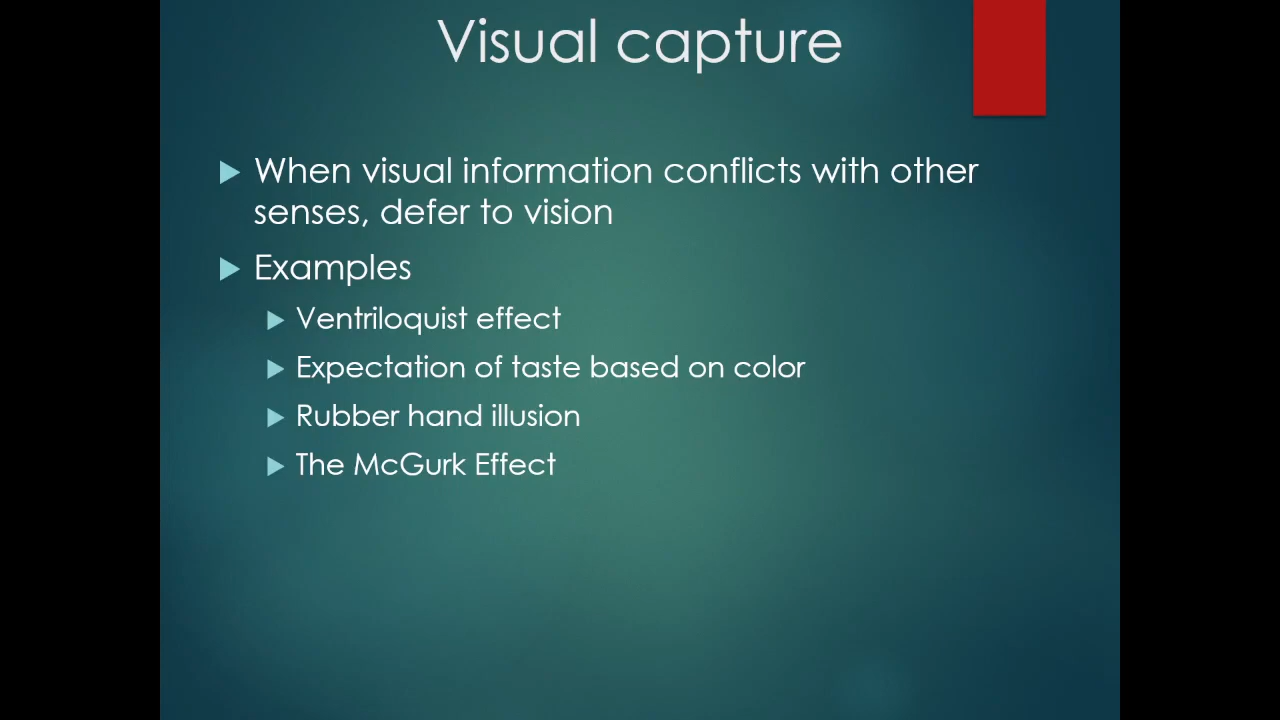 Visual capture
When visual information conflicts with other
senses, defer to vision
Examples
Ventriloquist effect
Expectation of taste based on color
Rubber hand illusion
The McGurk Effect